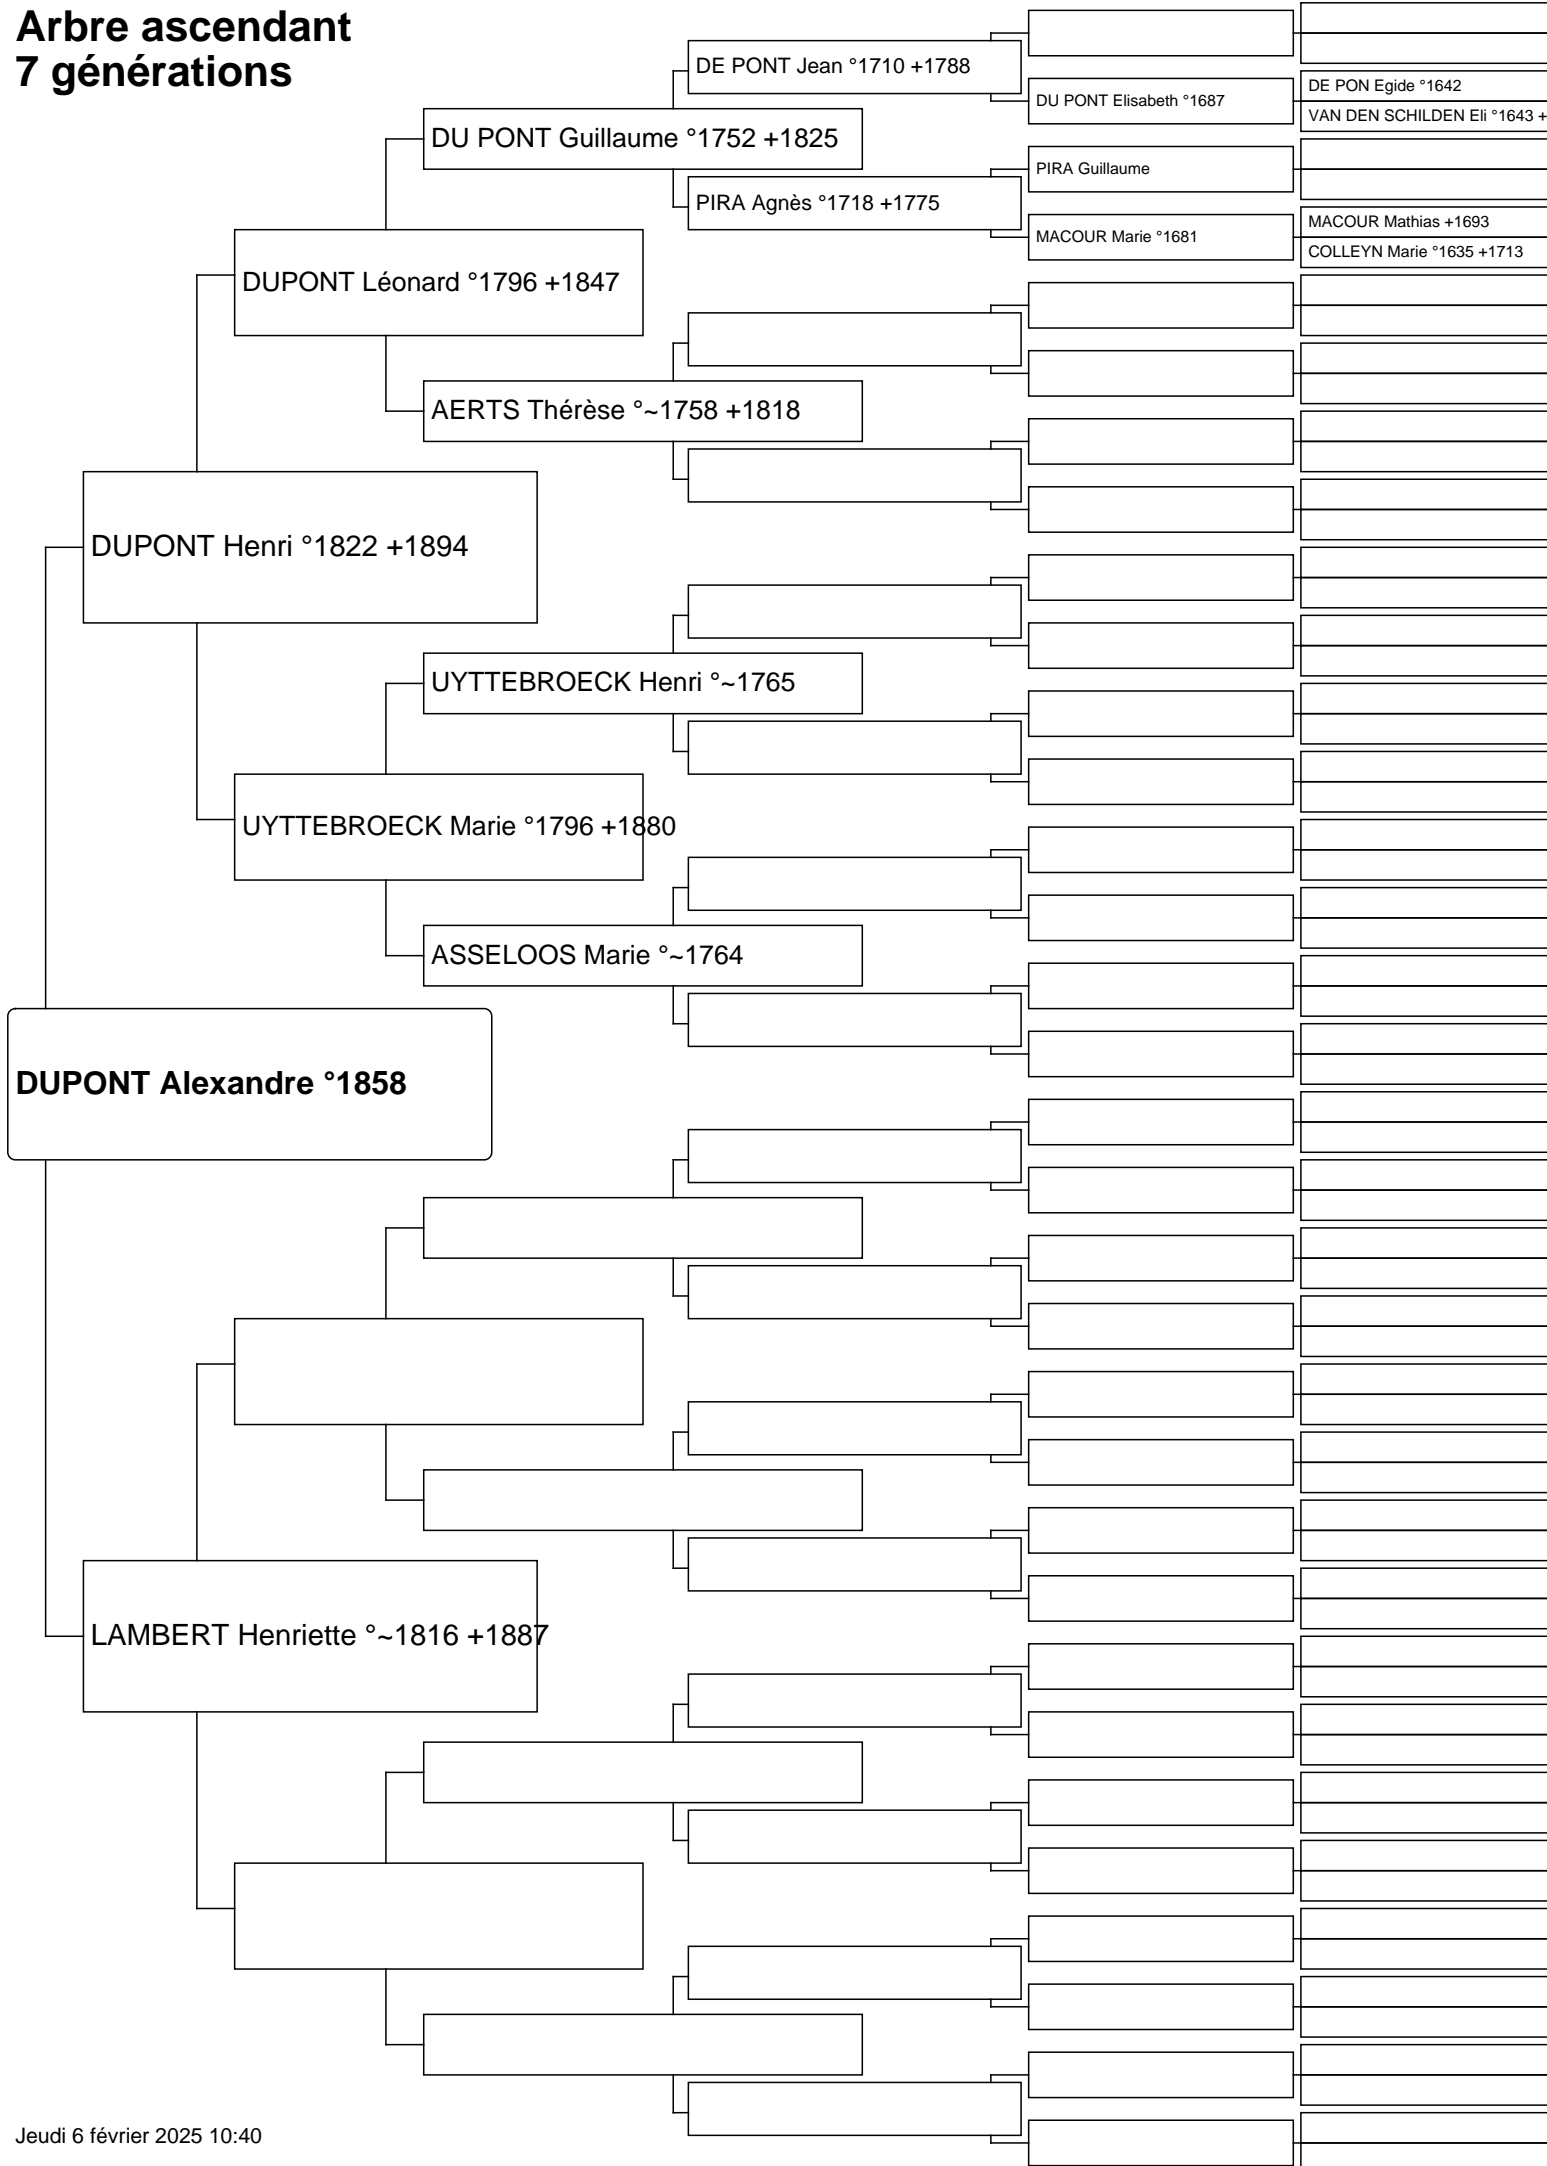 Arbre ascendant
7 générations
DE PONT Jean °1710 +1788
DU PONT Elisabeth °1687
DE PON Egide °1642
VAN DEN SCHILDEN Eli °1643 +
DU PONT Guillaume °1752 +1825
PIRA Guillaume
PIRA Agnès °1718 +1775
MACOUR Marie °1681
MACOUR Mathias +1693
COLLEYN Marie °1635 +1713
DUPONT Léonard °1796 +1847
AERTS Thérèse °~1758 +1818
DUPONT Henri °1822 +1894
UYTTEBROECK Henri °~1765
UYTTEBROECK Marie °1796 +1880
ASSELOOS Marie °~1764
DUPONT Alexandre °1858
LAMBERT Henriette °~1816 +1887
Jeudi 6 février 2025 10:40